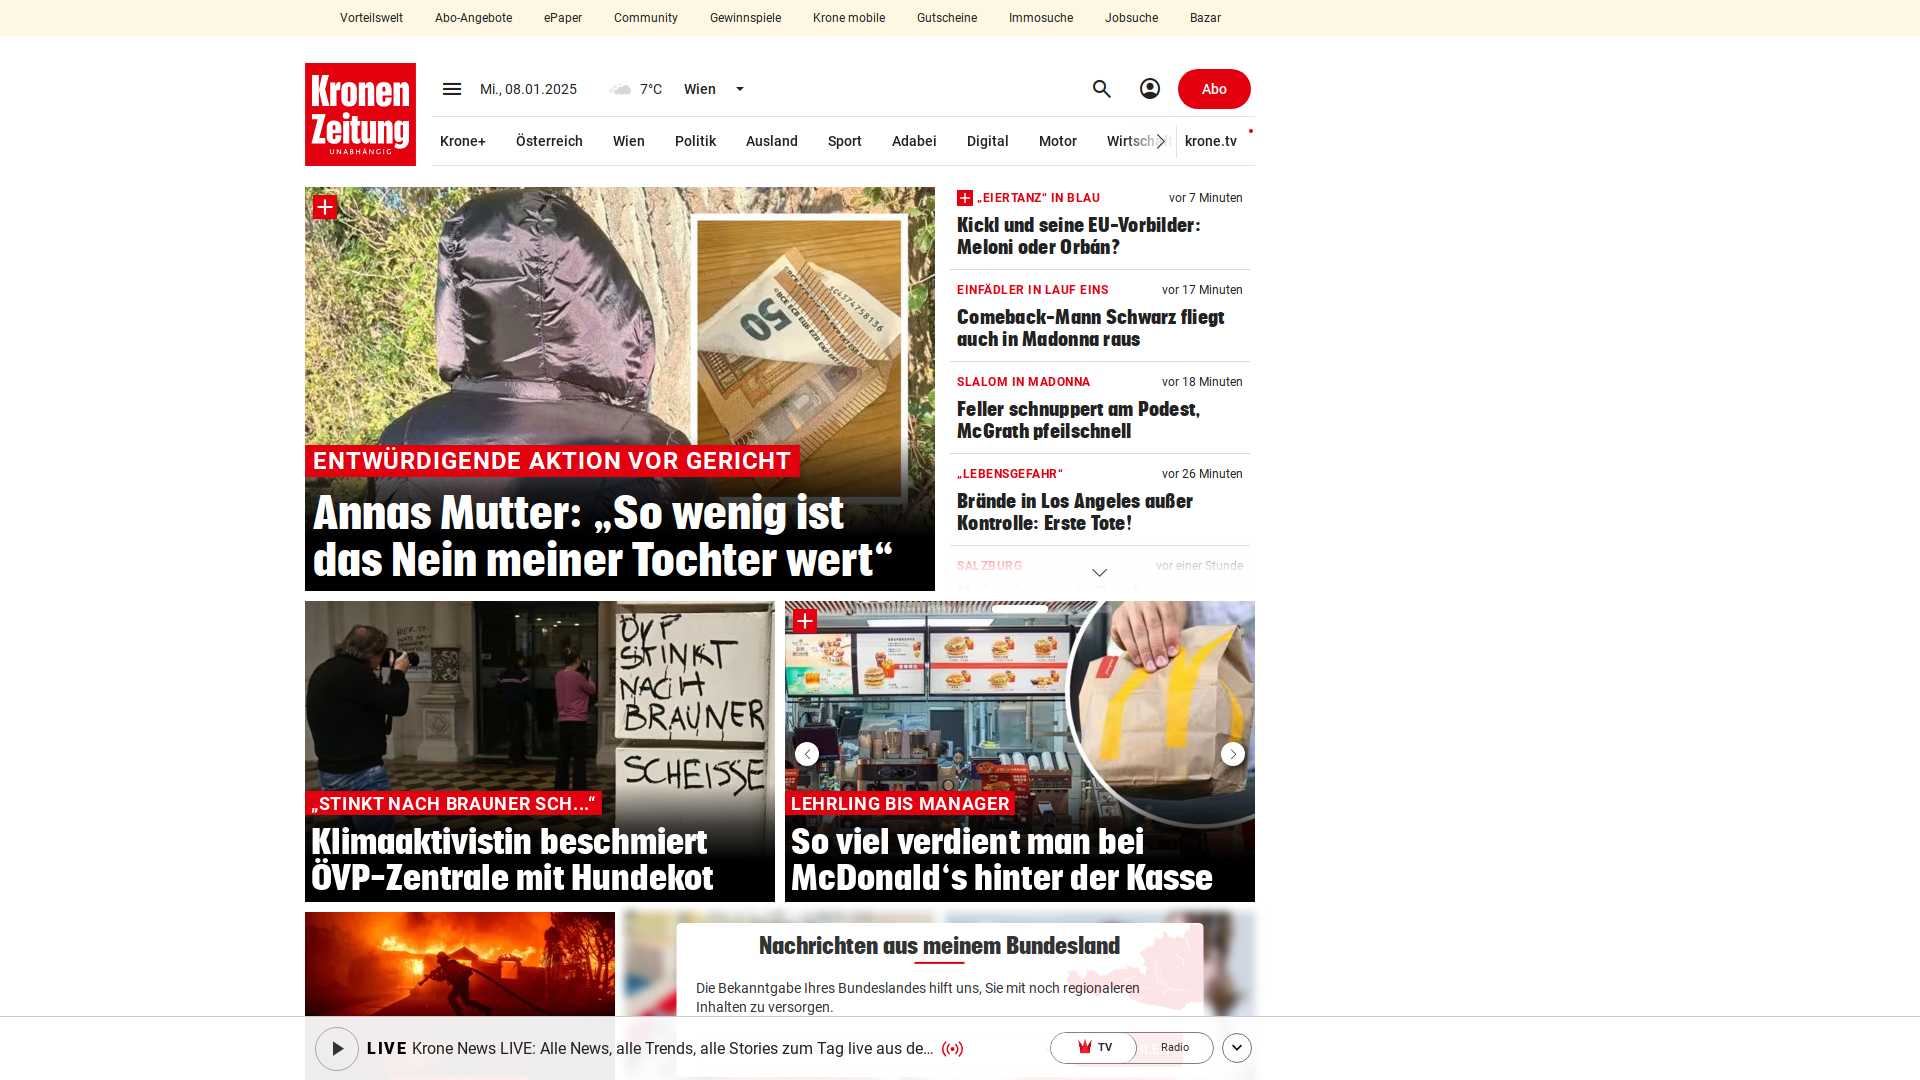 Vorteilswelt Abo-Angebote ePaper Community Gewinnspiele Krone mobile Gutscheine Immosuche Jobsuche Bazar
Kronen
Zeitung
UNABHÄNGIG
Mi., 08.01.2025 7°C Wien
Abo
Krone+ Österreich Wien Politik Ausland Sport Adabei Digital Motor Wirtschaft krone.tv
50
SC4574758136
ENTWÜRDIGENDE AKTION VOR GERICHT
Annas Mutter: „So wenig ist
das Nein meiner Tochter wert“
„EIERTANZ“ IN BLAU vor 7 Minuten
Kickl und seine EU-Vorbilder:
Meloni oder Orbán?
EINFÄDLER IN LAUF EINS vor 17 Minuten
Comeback-Mann Schwarz fliegt
auch in Madonna raus
SLALOM IN MADONNA vor 18 Minuten
Feller schnuppert am Podest,
McGrath pfeilschnell
„LEBENSGEFAHR“ vor 26 Minuten
Brände in Los Angeles außer
Kontrolle: Erste Tote!
SALZBURG vor einer Stunde
ÖVP
STINKT
NACH
BRAUNER
SCHEISSE
„STINKT NACH BRAUNER SCH...“
Klimaaktivistin beschmiert
ÖVP-Zentrale mit Hundekot
LEHRLING BIS MANAGER
So viel verdient man bei
McDonald‘s hinter der Kasse
Nachrichten aus meinem Bundesland
Die Bekanntgabe Ihres Bundeslandes hilft uns, Sie mit noch regionaleren
Inhalten zu versorgen.
LIVE Krone News LIVE: Alle News, alle Trends, alle Stories zum Tag live aus de...
TV Radio